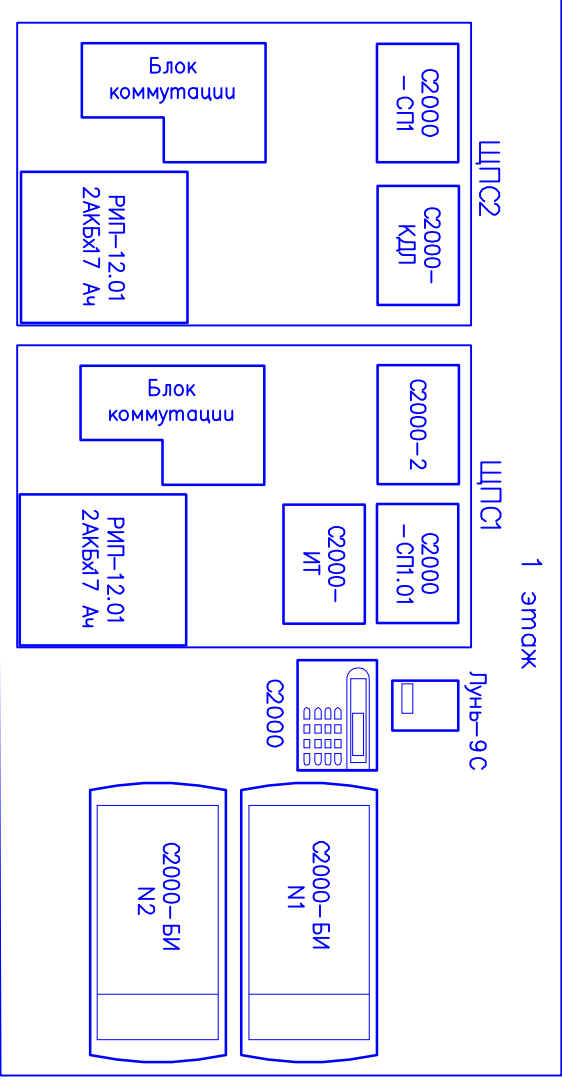 1 этаж
ЩПС2
С2000
-СП1
С2000-
КДЛ
Блок
коммутации
РИП-12.01
2АКБх17 Ач
ЩПС1
С2000-2
С2000
-СП1.01
С2000-
ИТ
Блок
коммутации
РИП-12.01
2АКБх17 Ач
Лунь-9С
С2000
С2000-БИ
N1
С2000-БИ
N2